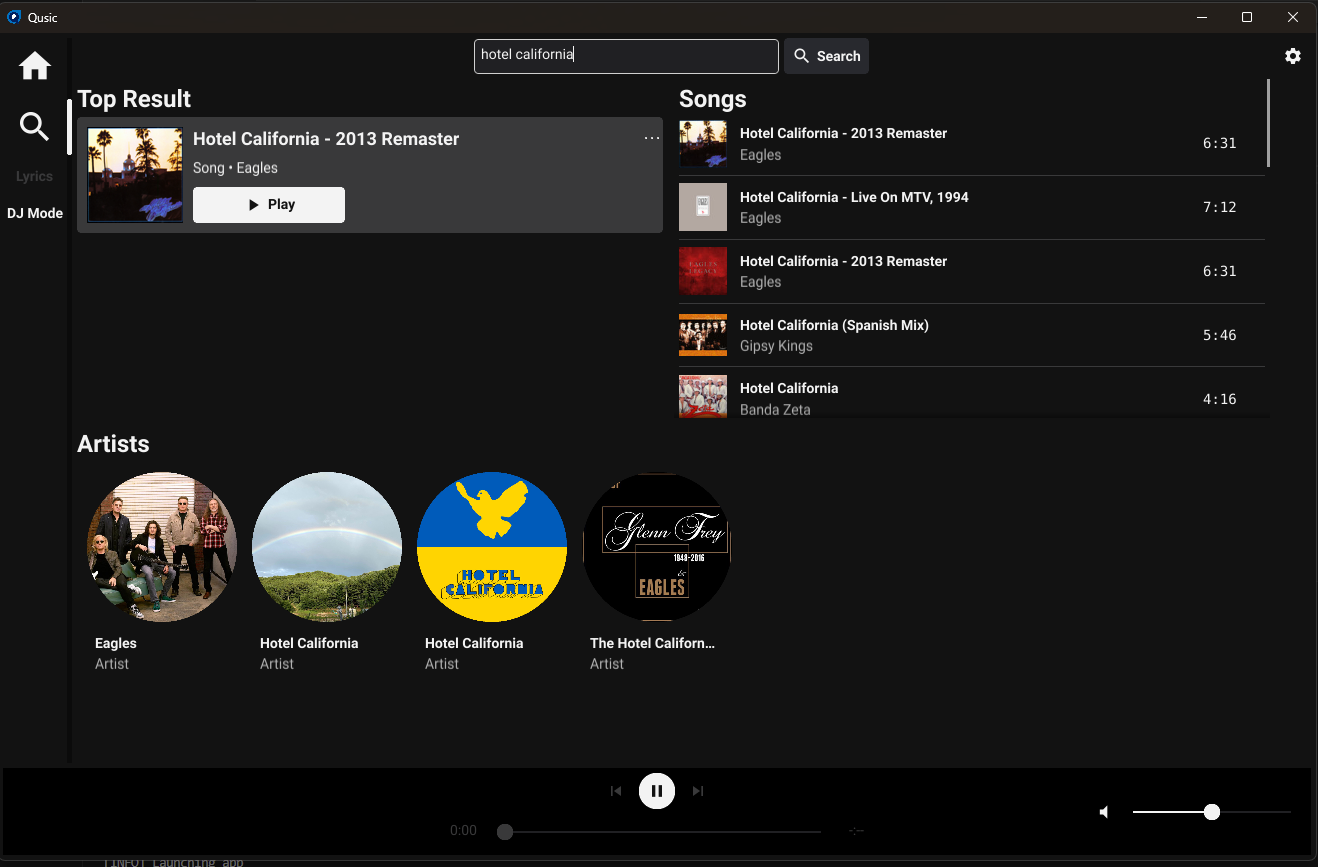 Qusic
hotel california
Search
Lyrics
DJ Mode
Top Result
Hotel California - 2013 Remaster
...
Song • Eagles
Play
Songs
Hotel California - 2013 Remaster
Eagles
6:31
Hotel California - Live On MTV, 1994
Eagles
7:12
Hotel California - 2013 Remaster
Eagles
6:31
EAGLES
LEGACY
Hotel California (Spanish Mix)
Gipsy Kings
5:46
Hotel California
Banda Zeta
4:16
Artists
HOTEL
CALIFORNIA
Glenn Frey
1948-2016
&
EAGLES
Eagles
Artist
Hotel California
Artist
Hotel California
Artist
The Hotel Californ...
Artist
0:00
-:-
[INFO] Launching app